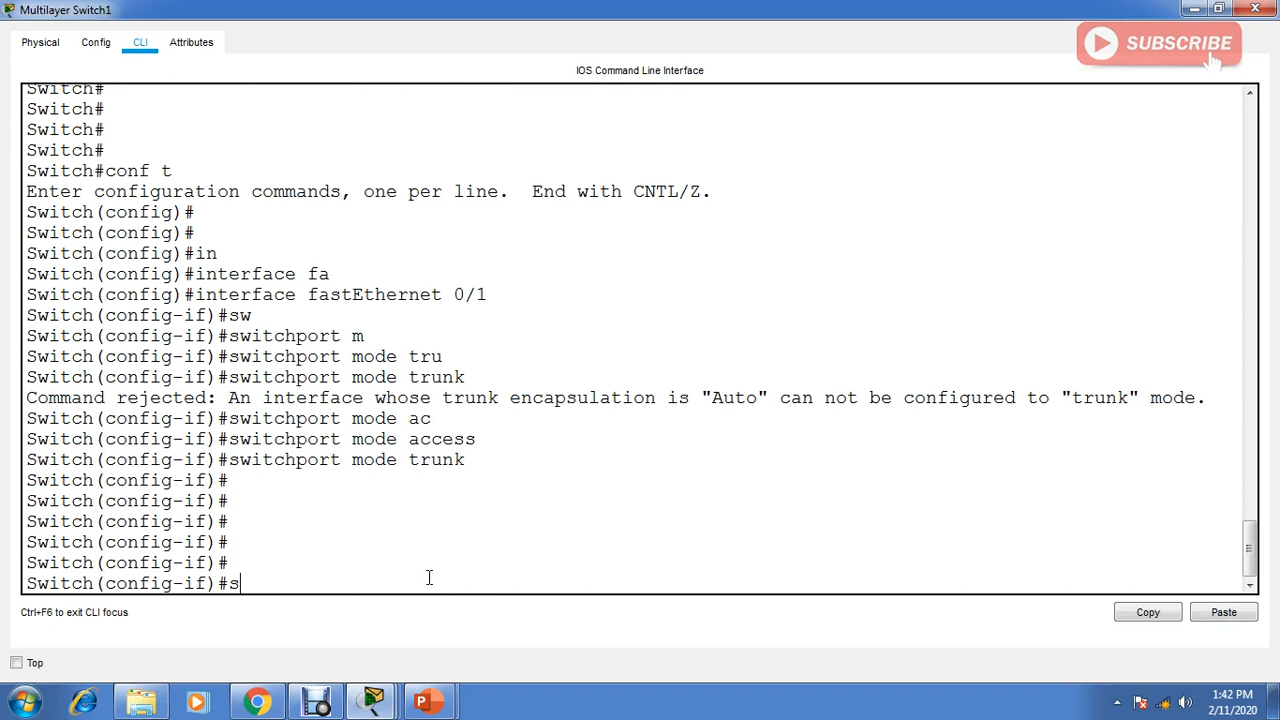 Multilayer Switch1
Physical Config CLI Attributes
SUBSCRIBE
IOS Command Line Interface
Switch#
Switch#
Switch#
Switch#
Switch#conf t
Enter configuration commands, one per line.  End with CNTL/Z.
Switch(config)#
Switch(config)#
Switch(config)#in
Switch(config)#interface fa
Switch(config)#interface fastEthernet 0/1
Switch(config-if)#sw
Switch(config-if)#switchport m
Switch(config-if)#switchport mode tru
Switch(config-if)#switchport mode trunk
Command rejected: An interface whose trunk encapsulation is "Auto" can not be configured to "trunk" mode.
Switch(config-if)#switchport mode ac
Switch(config-if)#switchport mode access
Switch(config-if)#switchport mode trunk
Switch(config-if)#
Switch(config-if)#
Switch(config-if)#
Switch(config-if)#
Switch(config-if)#
Switch(config-if)#s
Ctrl+F6 to exit CLI focus
Copy Paste
Top
1:42 PM
2/11/2020